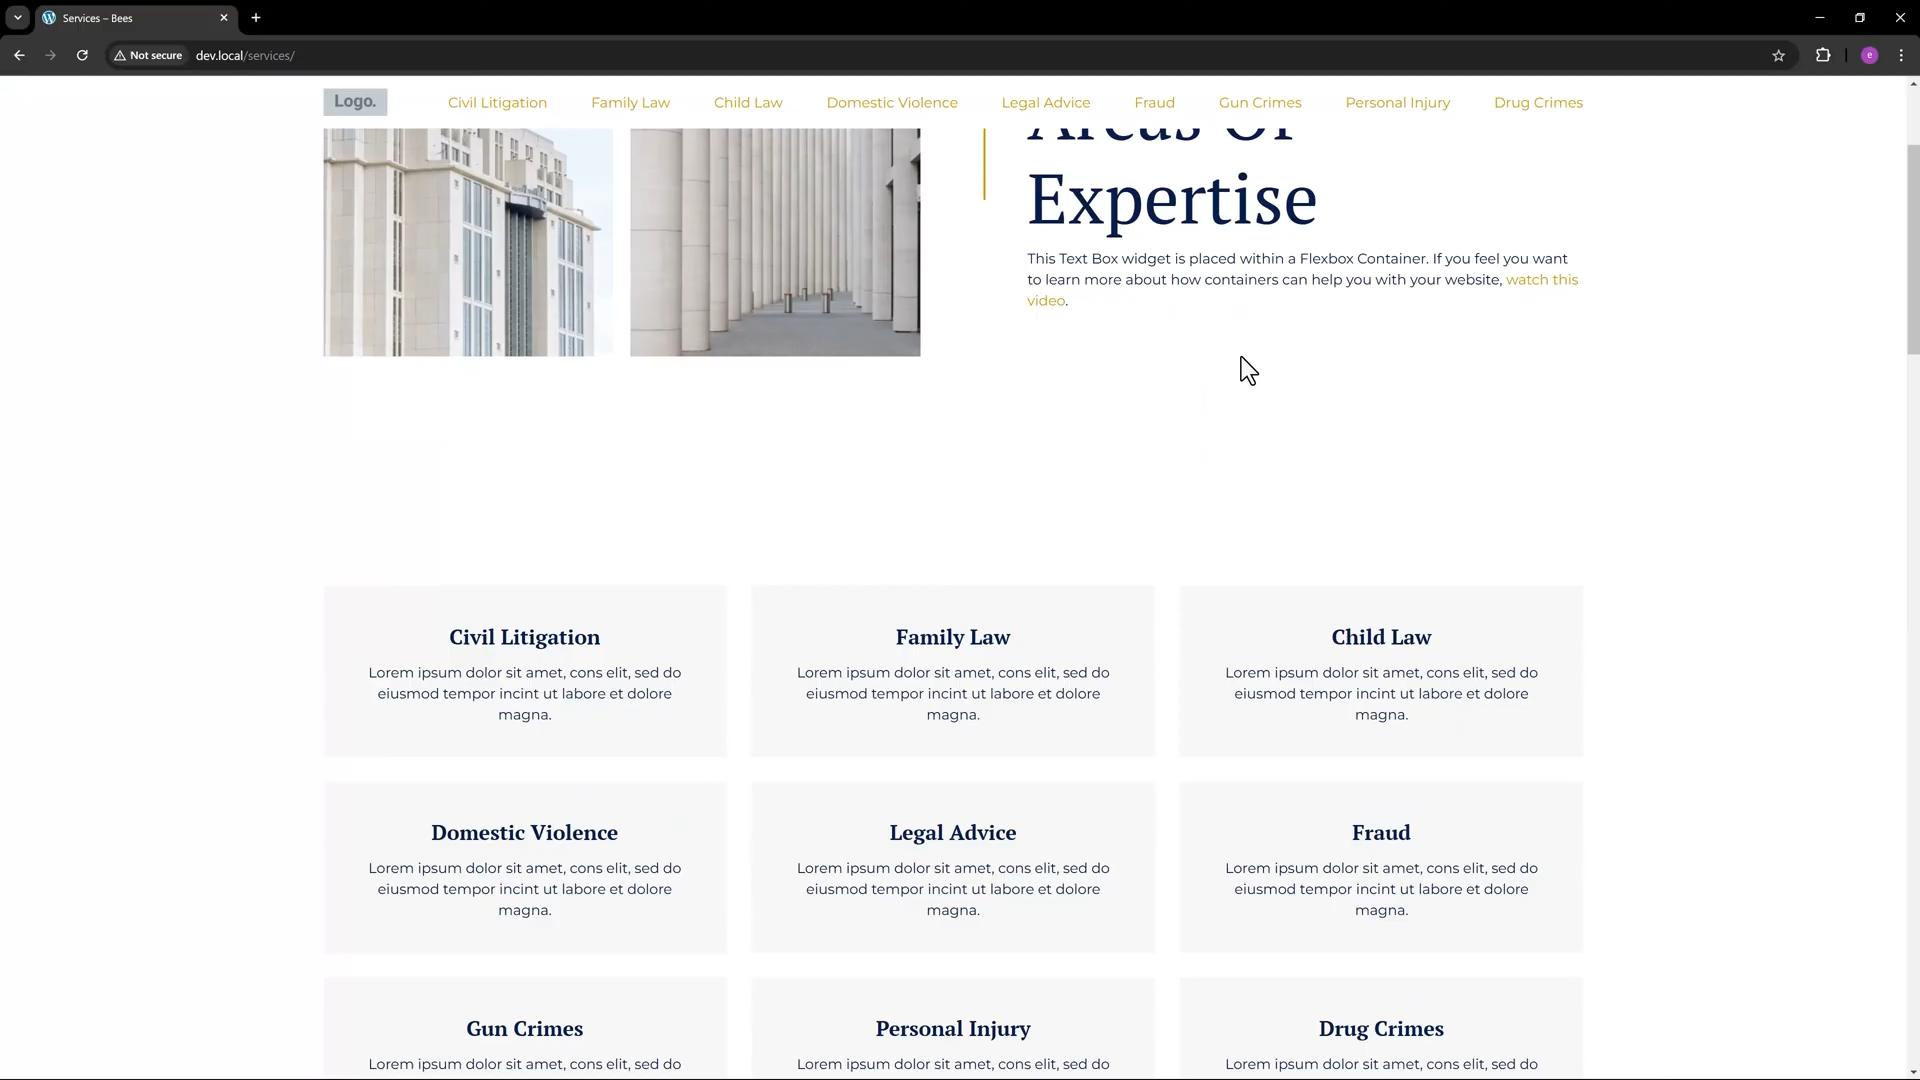 Services – Bees
Not secure
dev.local/services/
e
Logo.
Civil Litigation
Family Law
Child Law
Domestic Violence
Legal Advice
Fraud
Gun Crimes
Personal Injury
Drug Crimes
Areas Of
Expertise
This Text Box widget is placed within a Flexbox Container. If you feel you want
to learn more about how containers can help you with your website, watch this
video.
Civil Litigation
Lorem ipsum dolor sit amet, cons elit, sed do
eiusmod tempor incint ut labore et dolore
magna.
Family Law
Lorem ipsum dolor sit amet, cons elit, sed do
eiusmod tempor incint ut labore et dolore
magna.
Child Law
Lorem ipsum dolor sit amet, cons elit, sed do
eiusmod tempor incint ut labore et dolore
magna.
Domestic Violence
Lorem ipsum dolor sit amet, cons elit, sed do
eiusmod tempor incint ut labore et dolore
magna.
Legal Advice
Lorem ipsum dolor sit amet, cons elit, sed do
eiusmod tempor incint ut labore et dolore
magna.
Fraud
Lorem ipsum dolor sit amet, cons elit, sed do
eiusmod tempor incint ut labore et dolore
magna.
Gun Crimes
Lorem ipsum dolor sit amet, cons elit, sed do
Personal Injury
Lorem ipsum dolor sit amet, cons elit, sed do
Drug Crimes
Lorem ipsum dolor sit amet, cons elit, sed do